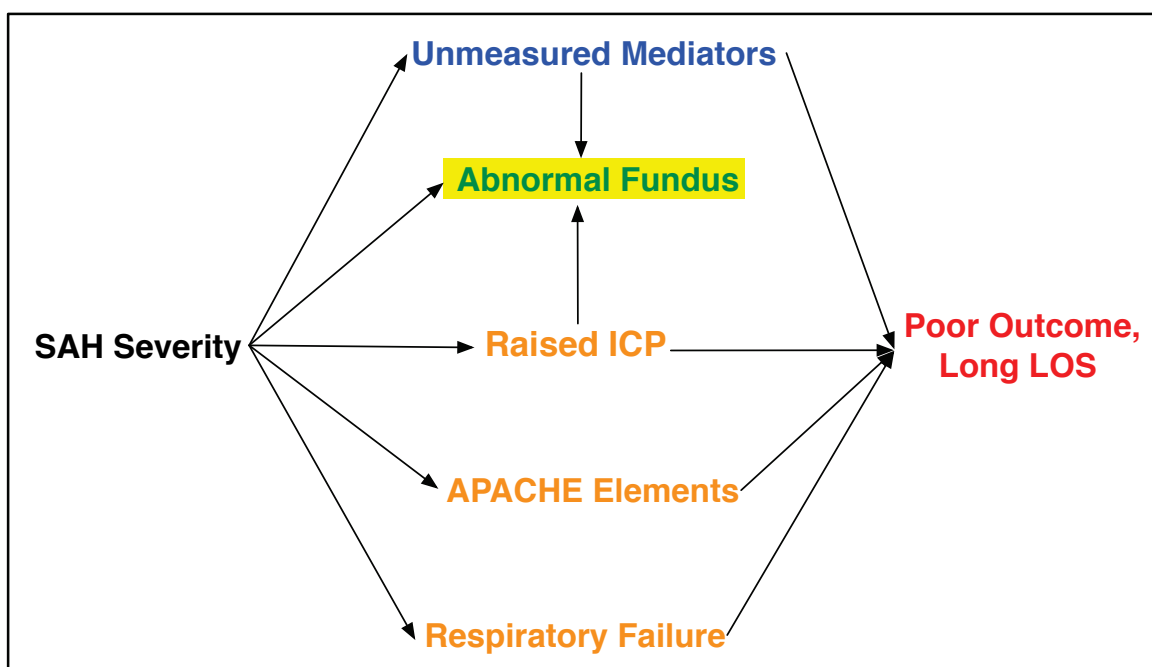 Unmeasured Mediators
Abnormal Fundus
SAH Severity
Raised ICP
Poor Outcome,
Long LOS
APACHE Elements
Respiratory Failure